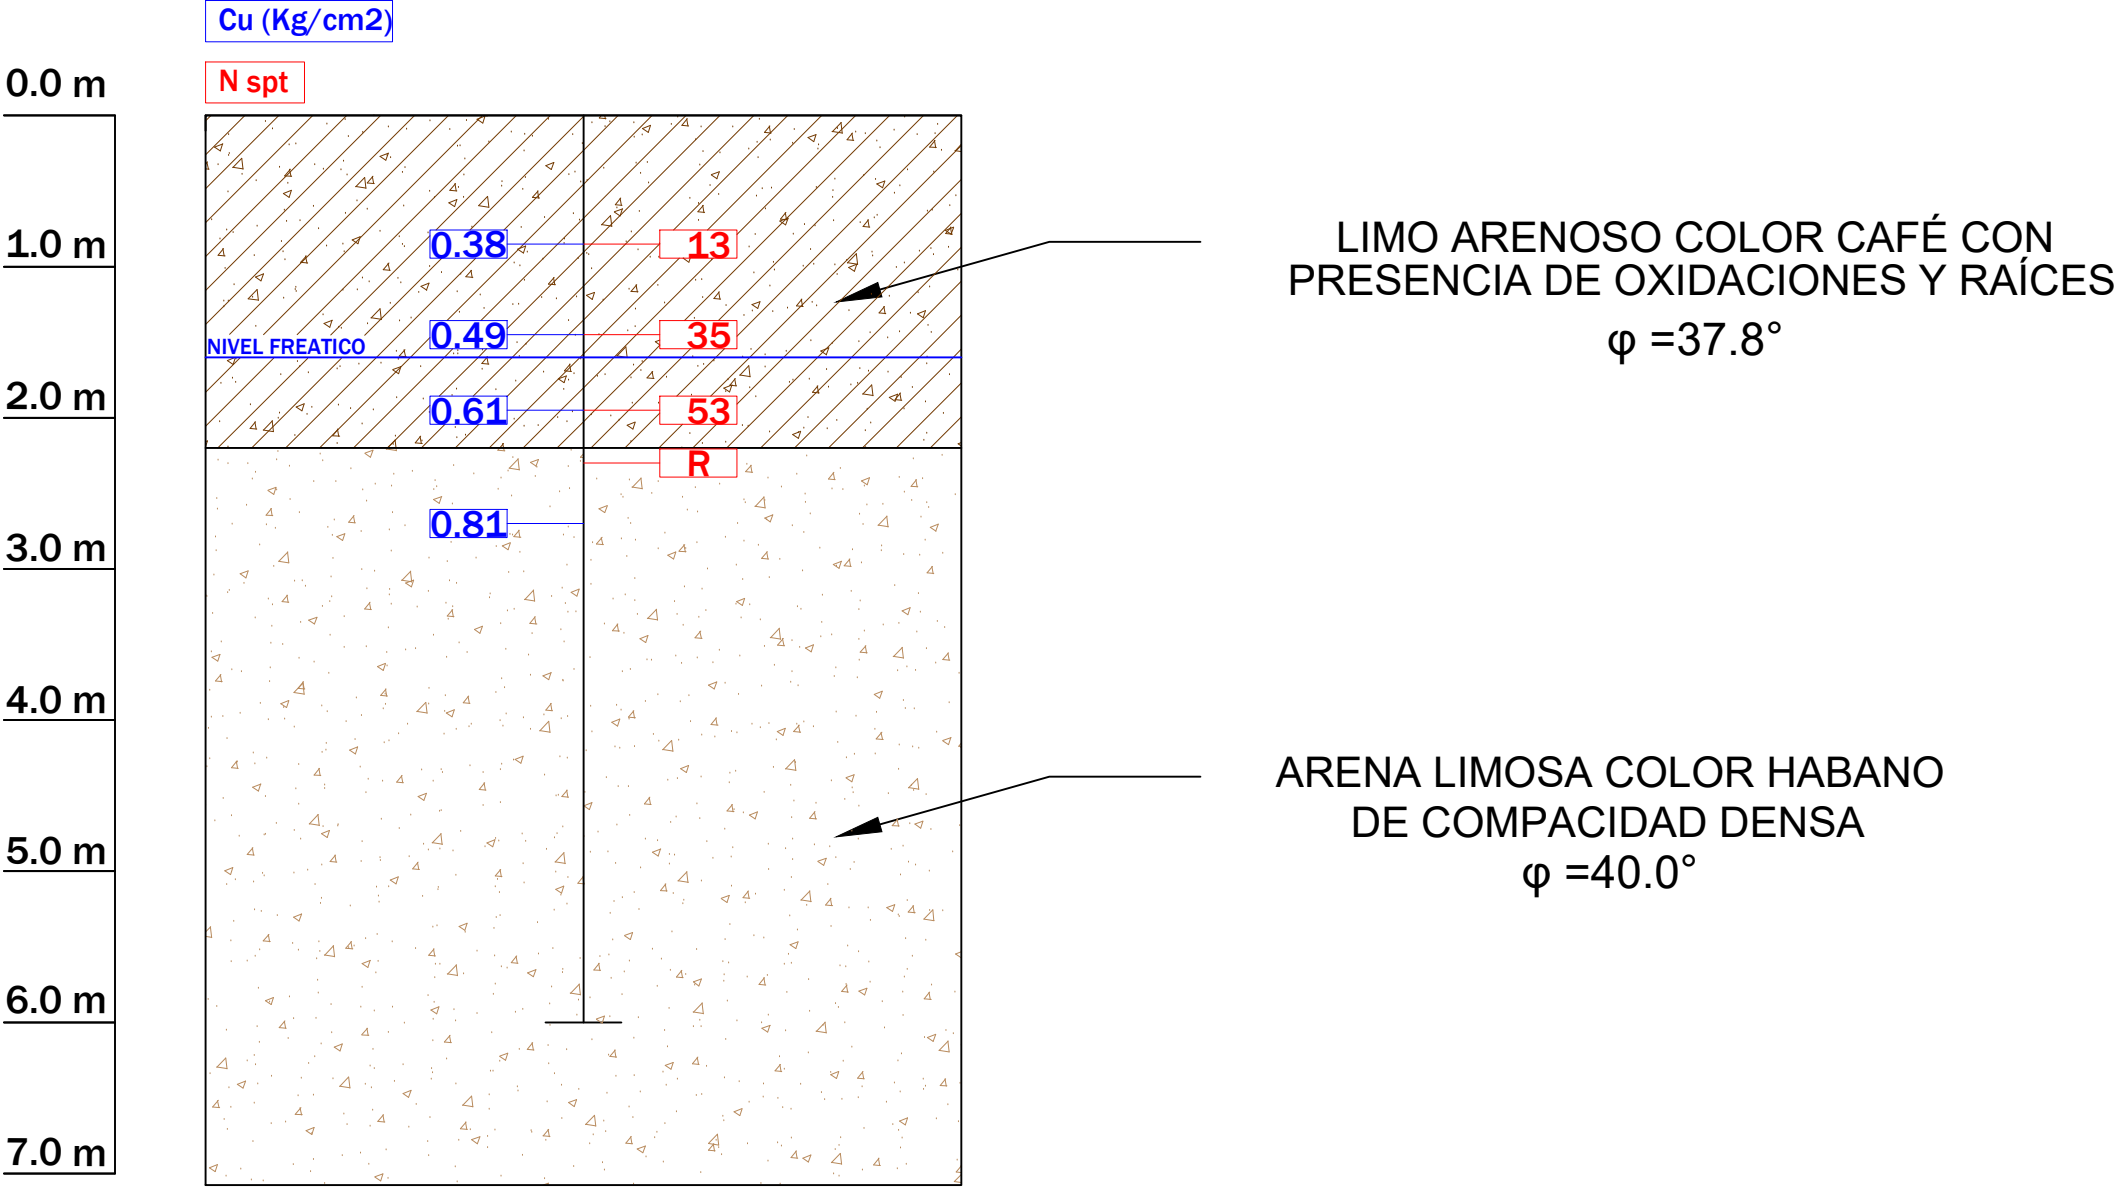 Cu (Kg/cm2)
N spt
0.0 m
1.0 m
2.0 m
3.0 m
4.0 m
5.0 m
6.0 m
7.0 m
0.38
13
0.49
35
NIVEL FREATICO
0.61
53
R
0.81
LIMO ARENOSO COLOR CAFÉ CON
PRESENCIA DE OXIDACIONES Y RAÍCES
φ =37.8°
ARENA LIMOSA COLOR HABANO
DE COMPACIDAD DENSA
φ =40.0°